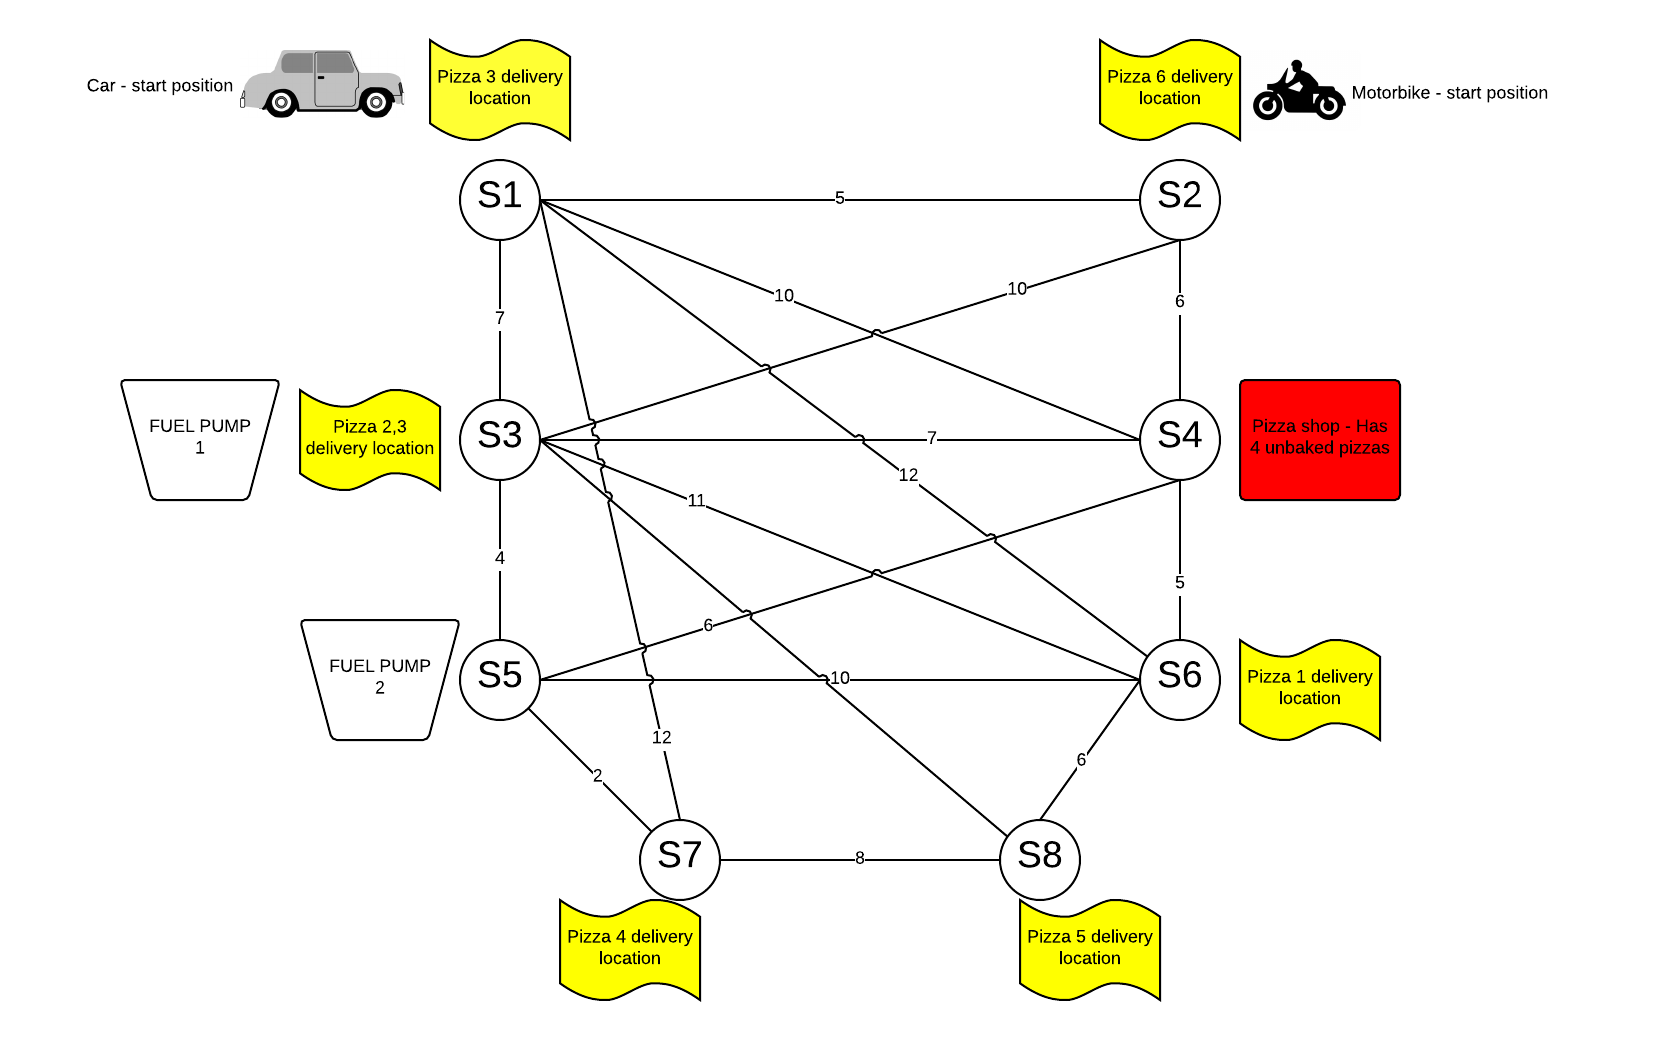 Pizza 3 delivery
location
Pizza 6 delivery
location
Car - start position
Motorbike - start position
S1
5
S2
10
10
6
7
FUEL PUMP
1
Pizza 2,3
delivery location
S3
7
S4
Pizza shop - Has
4 unbaked pizzas
12
11
4
5
6
FUEL PUMP
2
S5
10
S6
Pizza 1 delivery
location
12
6
2
S7
8
S8
Pizza 4 delivery
location
Pizza 5 delivery
location